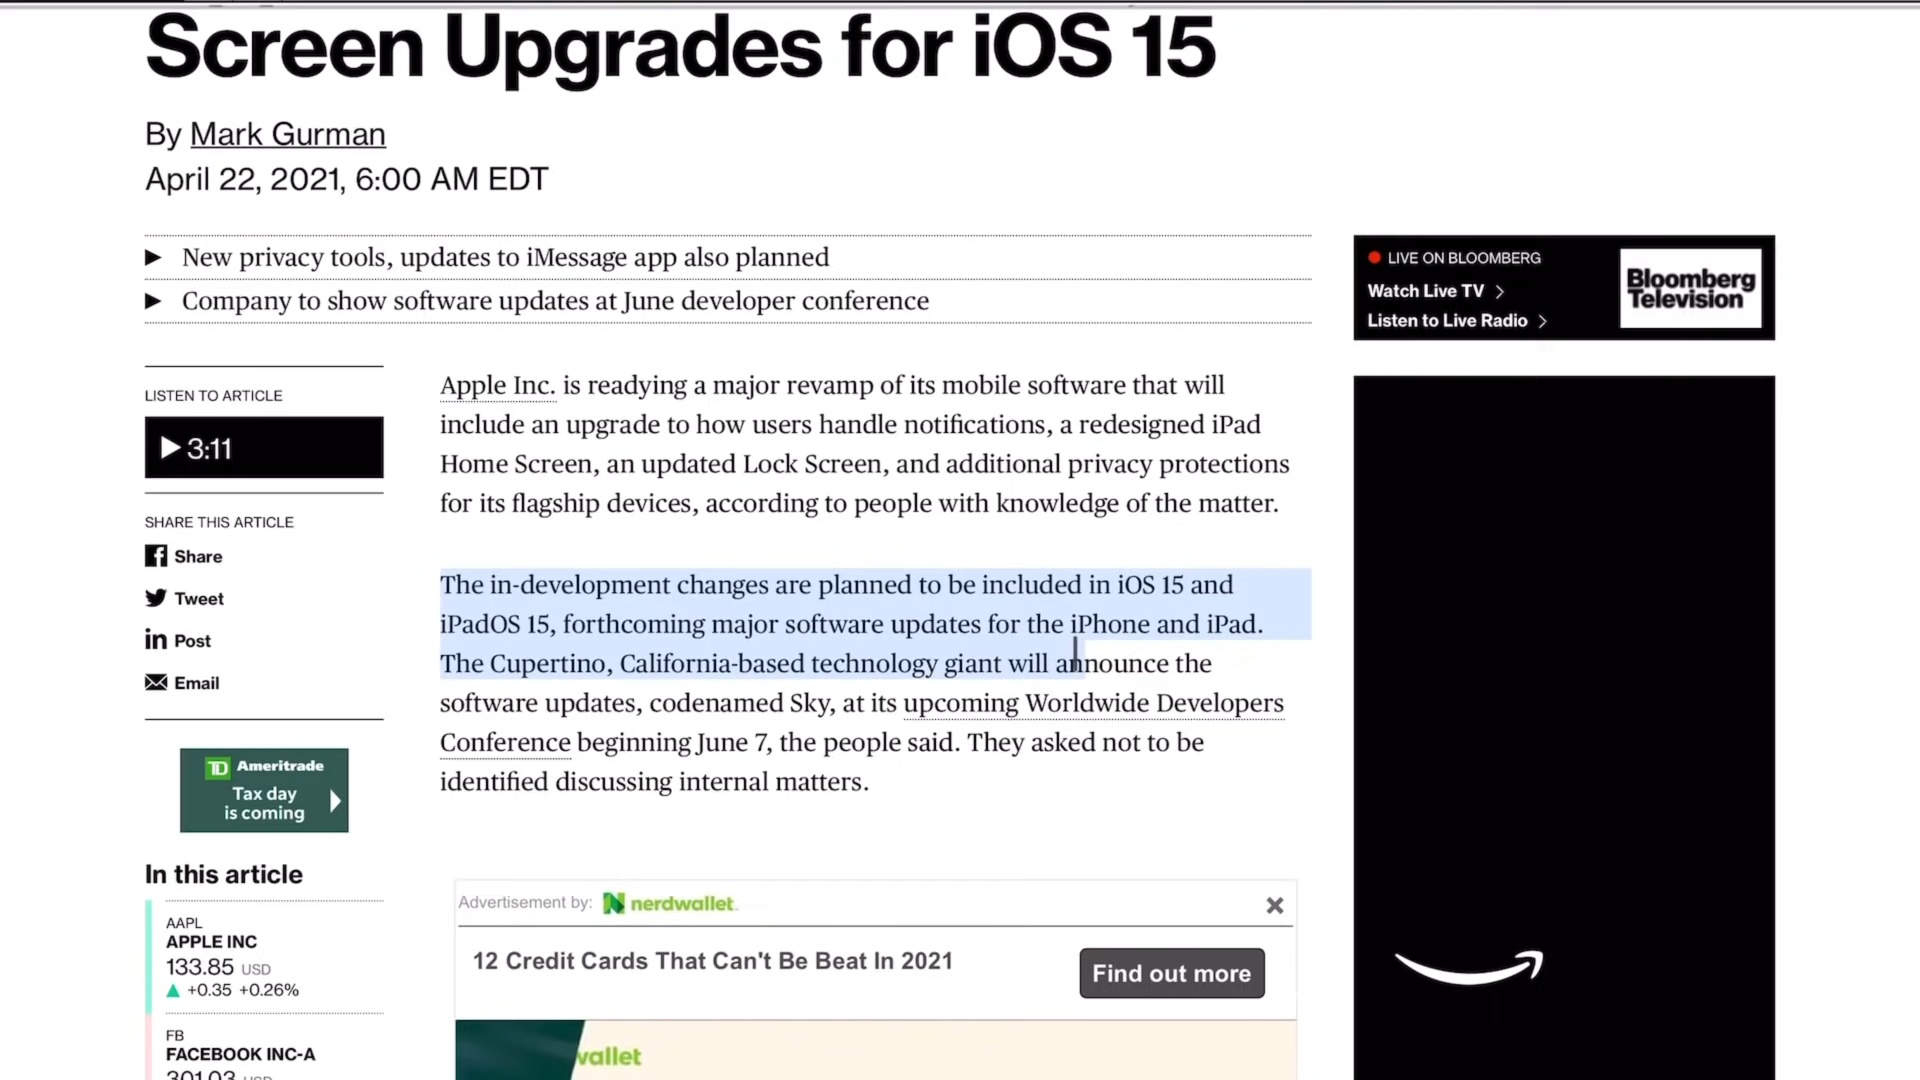 Screen Upgrades for iOS 15
By Mark Gurman
April 22, 2021, 6:00 AM EDT
New privacy tools, updates to iMessage app also planned
Company to show software updates at June developer conference
LIVE ON BLOOMBERG
Watch Live TV
Listen to Live Radio
Bloomberg
Television
LISTEN TO ARTICLE
3:11
SHARE THIS ARTICLE
Share
Tweet
Post
Email
Apple Inc. is readying a major revamp of its mobile software that will
include an upgrade to how users handle notifications, a redesigned iPad
Home Screen, an updated Lock Screen, and additional privacy protections
for its flagship devices, according to people with knowledge of the matter.
The in-development changes are planned to be included in iOS 15 and
iPadOS 15, forthcoming major software updates for the iPhone and iPad.
The Cupertino, California-based technology giant will announce the
software updates, codenamed Sky, at its upcoming Worldwide Developers
Conference beginning June 7, the people said. They asked not to be
identified discussing internal matters.
TD Ameritrade
Tax day
is coming
In this article
AAPL
APPLE INC
133.85 USD
+0.35 +0.26%
FB
FACEBOOK INC-A
301.03 USD
Advertisement by: nerdwallet
12 Credit Cards That Can't Be Beat In 2021
Find out more
wallet